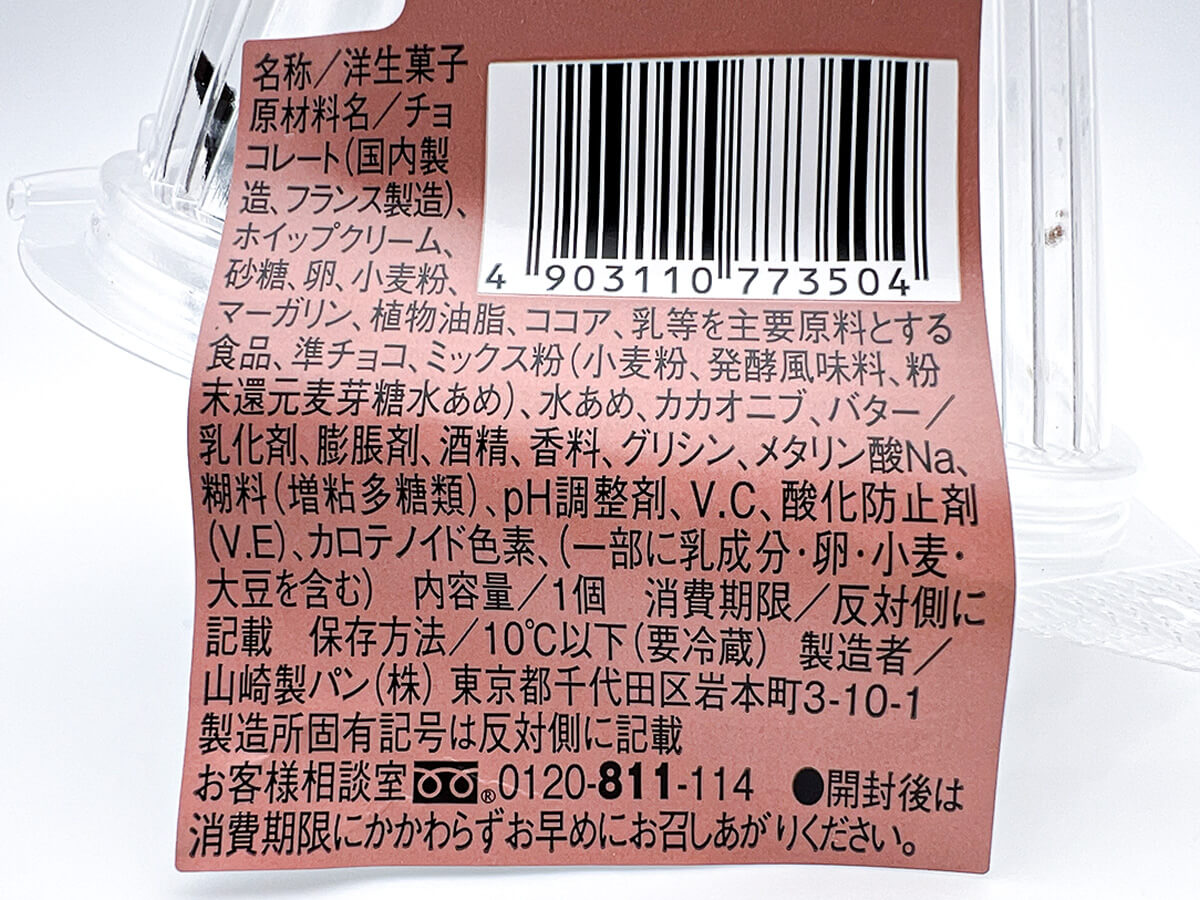 名称／洋生菓子
原材料名／チョ
コレート（国内製
造、フランス製造）、
ホイップクリーム、
砂糖、卵、小麦粉、
マーガリン、植物油脂、ココア、乳等を主要原料とする
食品、準チョコ、ミックス粉（小麦粉、発酵風味料、粉
末還元麦芽糖水あめ）、水あめ、カカオニブ、バター／
乳化剤、膨脹剤、酒精、香料、グリシン、メタリン酸Na、
糊料（増粘多糖類）、pH調整剤、V.C、酸化防止剤
（V.E）、カロテノイド色素、（一部に乳成分・卵・小麦・
大豆を含む） 内容量／1個 消費期限／反対側に
記載 保存方法／10℃以下（要冷蔵） 製造者／
山崎製パン（株） 東京都千代田区岩本町3-10-1
製造所固有記号は反対側に記載
お客様相談室 ®0120-811-114 ●開封後は
消費期限にかかわらずお早めにお召しあがりください。
4 903110 773504